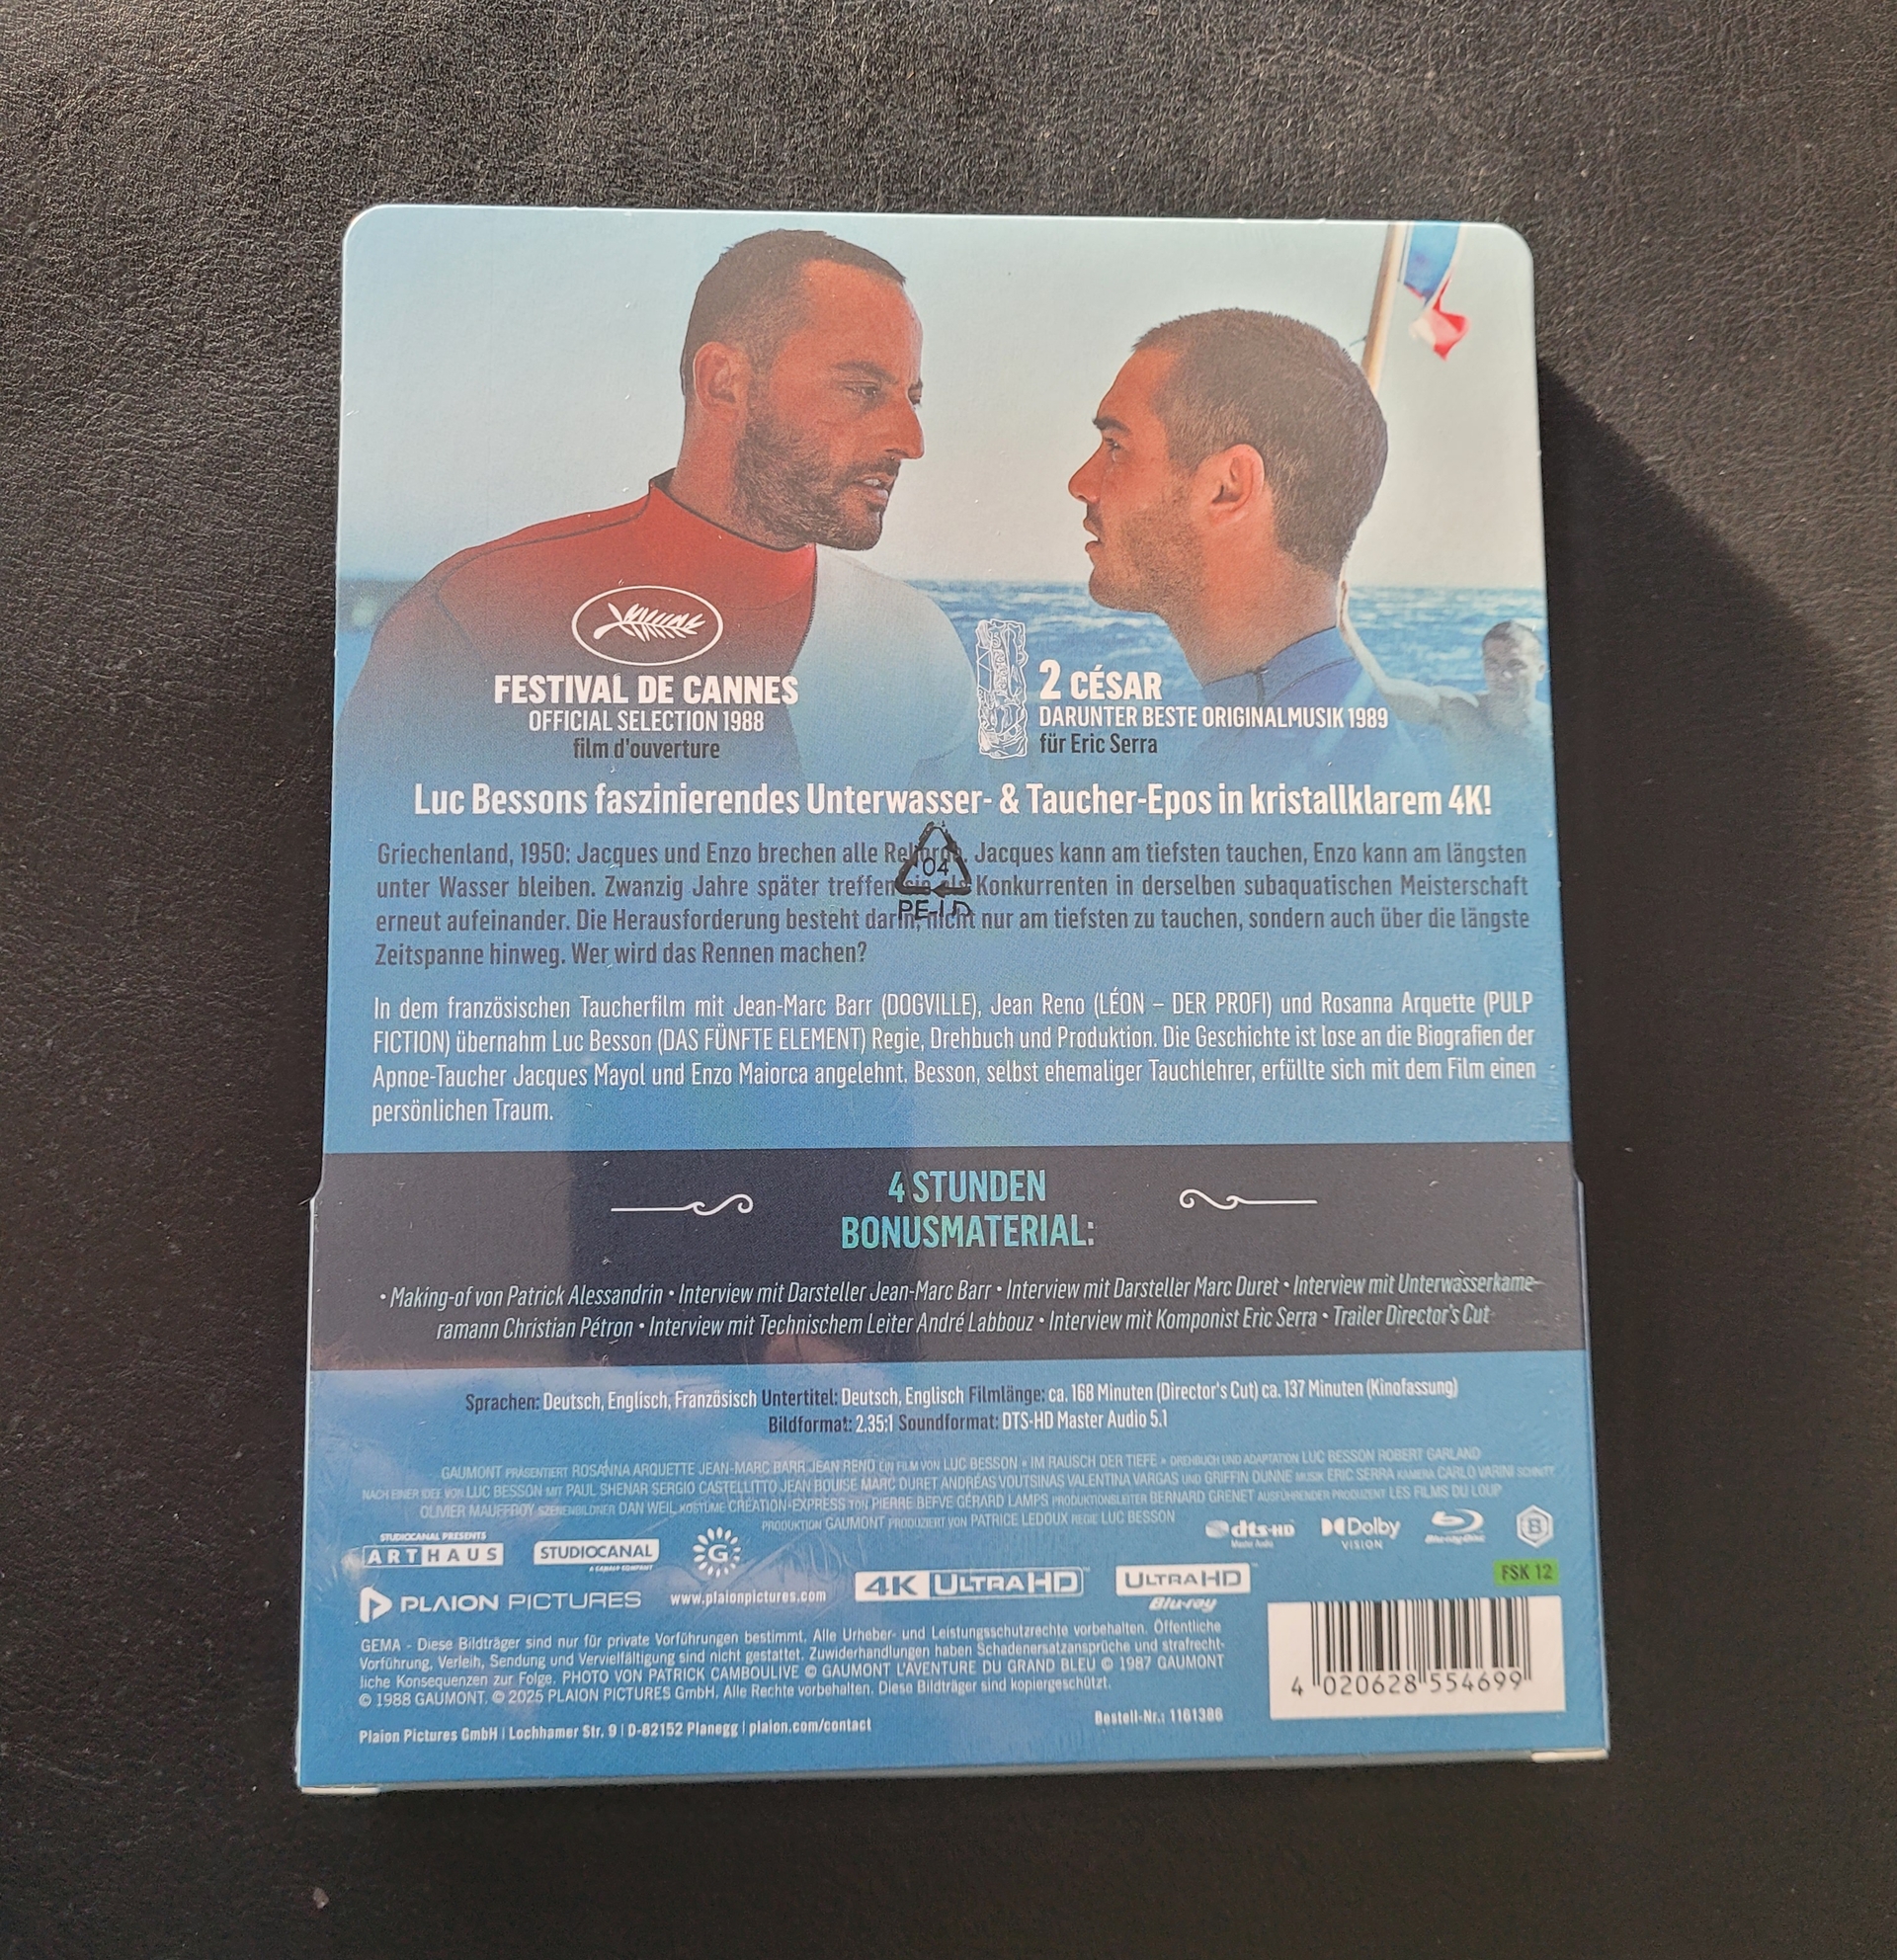 FESTIVAL DE CANNES
OFFICIAL SELECTION 1988
film d'ouverture
2 CÉSAR
DARUNTER BESTE ORIGINALMUSIK 1989
für Eric Serra
Luc Bessons faszinierendes Unterwasser- & Taucher-Epos in kristallklarem 4K!
Griechenland, 1950: Jacques und Enzo brechen alle Rekorde. Jacques kann am tiefsten tauchen, Enzo kann am längsten
unter Wasser bleiben. Zwanzig Jahre später treffen sie als Konkurrenten in derselben subaquatischen Meisterschaft
erneut aufeinander. Die Herausforderung besteht darin, nicht nur am tiefsten zu tauchen, sondern auch über die längste
Zeitspanne hinweg. Wer wird das Rennen machen?
04
PE-LD
In dem französischen Taucherfilm mit Jean-Marc Barr (DOGVILLE), Jean Reno (LÉON – DER PROFI) und Rosanna Arquette (PULP
FICTION) übernahm Luc Besson (DAS FÜNFTE ELEMENT) Regie, Drehbuch und Produktion. Die Geschichte ist lose an die Biografien der
Apnoe-Taucher Jacques Mayol und Enzo Maiorca angelehnt. Besson, selbst ehemaliger Tauchlehrer, erfüllte sich mit dem Film einen
persönlichen Traum.
4 STUNDEN
BONUSMATERIAL:
• Making-of von Patrick Alessandrin • Interview mit Darsteller Jean-Marc Barr • Interview mit Darsteller Marc Duret • Interview mit Unterwasserkame-
ramann Christian Pétron • Interview mit Technischem Leiter André Labbouz • Interview mit Komponist Eric Serra • Trailer Director's Cut
Sprachen: Deutsch, Englisch, Französisch Untertitel: Deutsch, Englisch Filmlänge: ca. 168 Minuten (Director's Cut) ca. 137 Minuten (Kinofassung)
Bildformat: 2.35:1 Soundformat: DTS-HD Master Audio 5.1
GAUMONT PRÄSENTIERT ROSANNA ARQUETTE JEAN-MARC BARR JEAN RENO EIN FILM VON LUC BESSON » IM RAUSCH DER TIEFE » DREHBUCH UND ADAPTATION LUC BESSON ROBERT GARLAND
NACH EINER IDEE VON LUC BESSON MIT PAUL SHENAR SERGIO CASTELLITTO JEAN BOUISE MARC DURET ANDRÉAS VOUTSINAS VALENTINA VARGAS UND GRIFFIN DUNNE MUSIK ERIC SERRA KAMERA CARLO VARINI SCHNITT
OLIVIER MAUFFROY SZENENBILDNER DAN WEIL KOSTÜME CREATION-EXPRESS TON PIERRE BEFVE GÉRARD LAMPS PRODUKTIONSLEITER BERNARD GRENET AUSFÜHRENDER PRODUZENT LES FILMS DU LOUP
PRODUKTION GAUMONT PRODUZIERT VON PATRICE LEDOUX REGIE LUC BESSON
STUDIOCANAL PRESENTS
ARTHAUS
STUDIOCANAL
A CANAL+ COMPANY
G
dts-HD
Master Audio
Dolby
VISION
Blu-ray Disc
B
PLAION PICTURES
www.plaionpictures.com
4K ULTRA HD
ULTRA HD
Blu-ray
FSK 12
GEMA - Diese Bildträger sind nur für private Vorführungen bestimmt. Alle Urheber- und Leistungsschutzrechte vorbehalten. Öffentliche
Vorführung, Verleih, Sendung und Vervielfältigung sind nicht gestattet. Zuwiderhandlungen haben Schadenersatzansprüche und strafrecht-
liche Konsequenzen zur Folge. PHOTO VON PATRICK CAMBOULIVE © GAUMONT L'AVENTURE DU GRAND BLEU © 1987 GAUMONT
© 1988 GAUMONT. © 2025 PLAION PICTURES GmbH. Alle Rechte vorbehalten. Diese Bildträger sind kopiergeschützt.
4 020628 554699
Plaion Pictures GmbH | Lochhamer Str. 9 | D-82152 Planegg | plaion.com/contact
Bestell-Nr.: 1161386